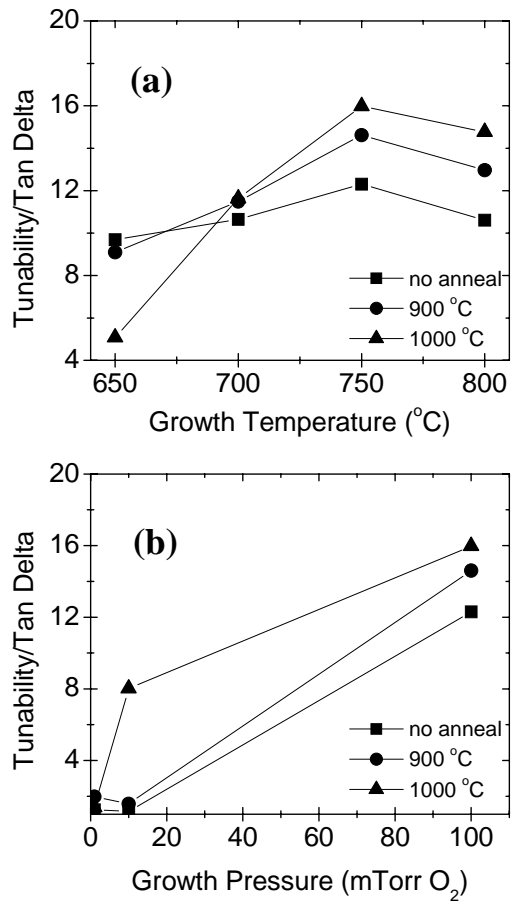 20
16
12
8
4
Tunability/Tan Delta
(a)
no anneal
900 °C
1000 °C
650 700 750 800
Growth Temperature (°C)
20
16
12
8
4
Tunability/Tan Delta
(b)
no anneal
900 °C
1000 °C
0 20 40 60 80 100
Growth Pressure (mTorr O₂)